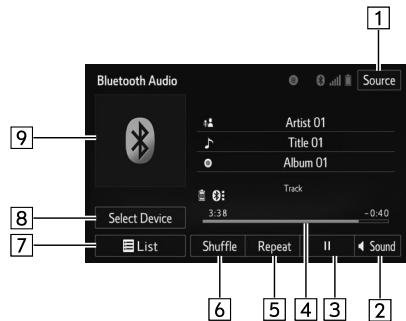 1
Bluetooth Audio
Source
Artist 01
Title 01
Album 01
9
Track
3:38
-0:40
8
Select Device
7
List
Shuffle
Repeat
Sound
6
5
4
3
2